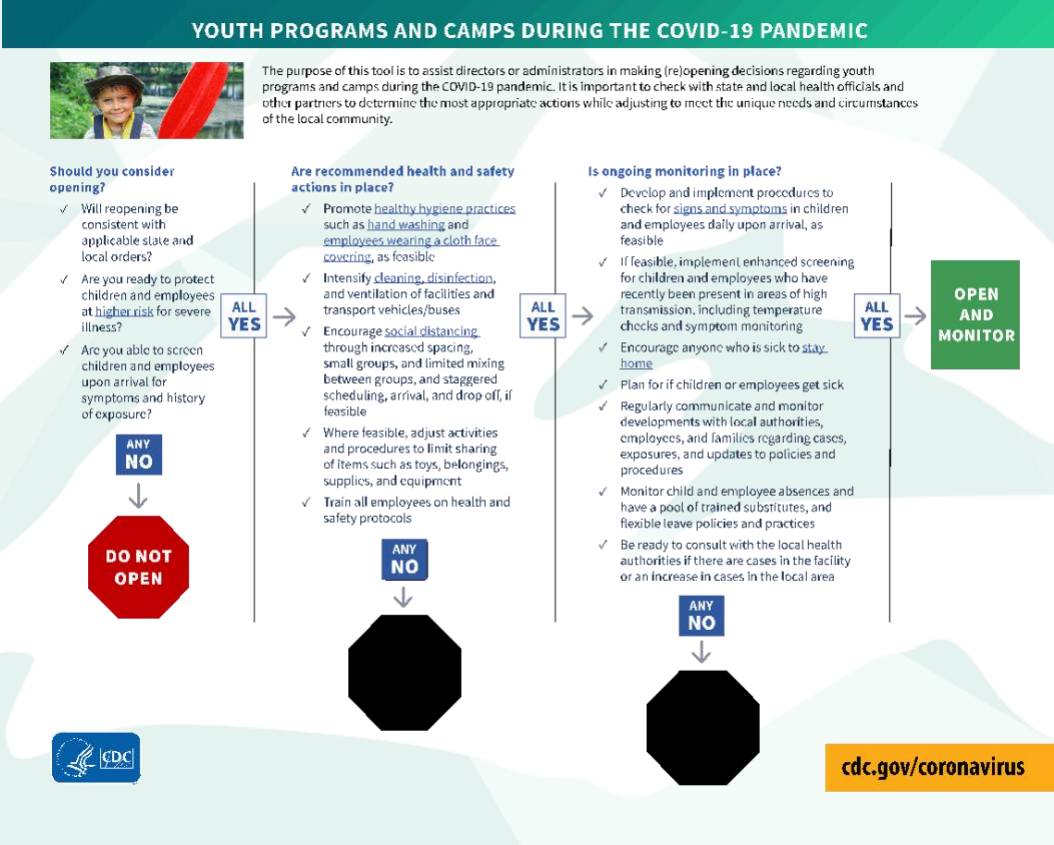 YOUTH PROGRAMS AND CAMPS DURING THE COVID-19 PANDEMIC
The purpose of this tool is to assist directors or administrators in making (re)opening decisions regarding youth
programs and camps during the COVID-19 pandemic. It is important to check with state and local health officials and
other partners to determine the most appropriate actions while adjusting to meet the unique needs and circumstances
of the local community.
Should you consider
opening?
✓ Will reopening be
consistent with
applicable state and
local orders?
✓ Are you ready to protect
children and employees
at higher risk for severe
illness?
✓ Are you able to screen
children and employees
upon arrival for
symptoms and history
of exposure?
ANY
NO
DO NOT
OPEN
ALL
YES
Are recommended health and safety
actions in place?
✓ Promote healthy hygiene practices
such as hand washing and
employees wearing a cloth face
covering, as feasible
✓ Intensify cleaning, disinfection,
and ventilation of facilities and
transport vehicles/buses
✓ Encourage social distancing
through increased spacing,
small groups, and limited mixing
between groups, and staggered
scheduling, arrival, and drop off, if
feasible
✓ Where feasible, adjust activities
and procedures to limit sharing
of items such as toys, belongings,
supplies, and equipment
✓ Train all employees on health and
safety protocols
ANY
NO
ALL
YES
Is ongoing monitoring in place?
✓ Develop and implement procedures to
check for signs and symptoms in children
and employees daily upon arrival, as
feasible
✓ If feasible, implement enhanced screening
for children and employees who have
recently been present in areas of high
transmission, including temperature
checks and symptom monitoring
✓ Encourage anyone who is sick to stay
home
✓ Plan for if children or employees get sick
✓ Regularly communicate and monitor
developments with local authorities,
employees, and families regarding cases,
exposures, and updates to policies and
procedures
✓ Monitor child and employee absences and
have a pool of trained substitutes, and
flexible leave policies and practices
✓ Be ready to consult with the local health
authorities if there are cases in the facility
or an increase in cases in the local area
ANY
NO
ALL
YES
OPEN
AND
MONITOR
CDC
cdc.gov/coronavirus